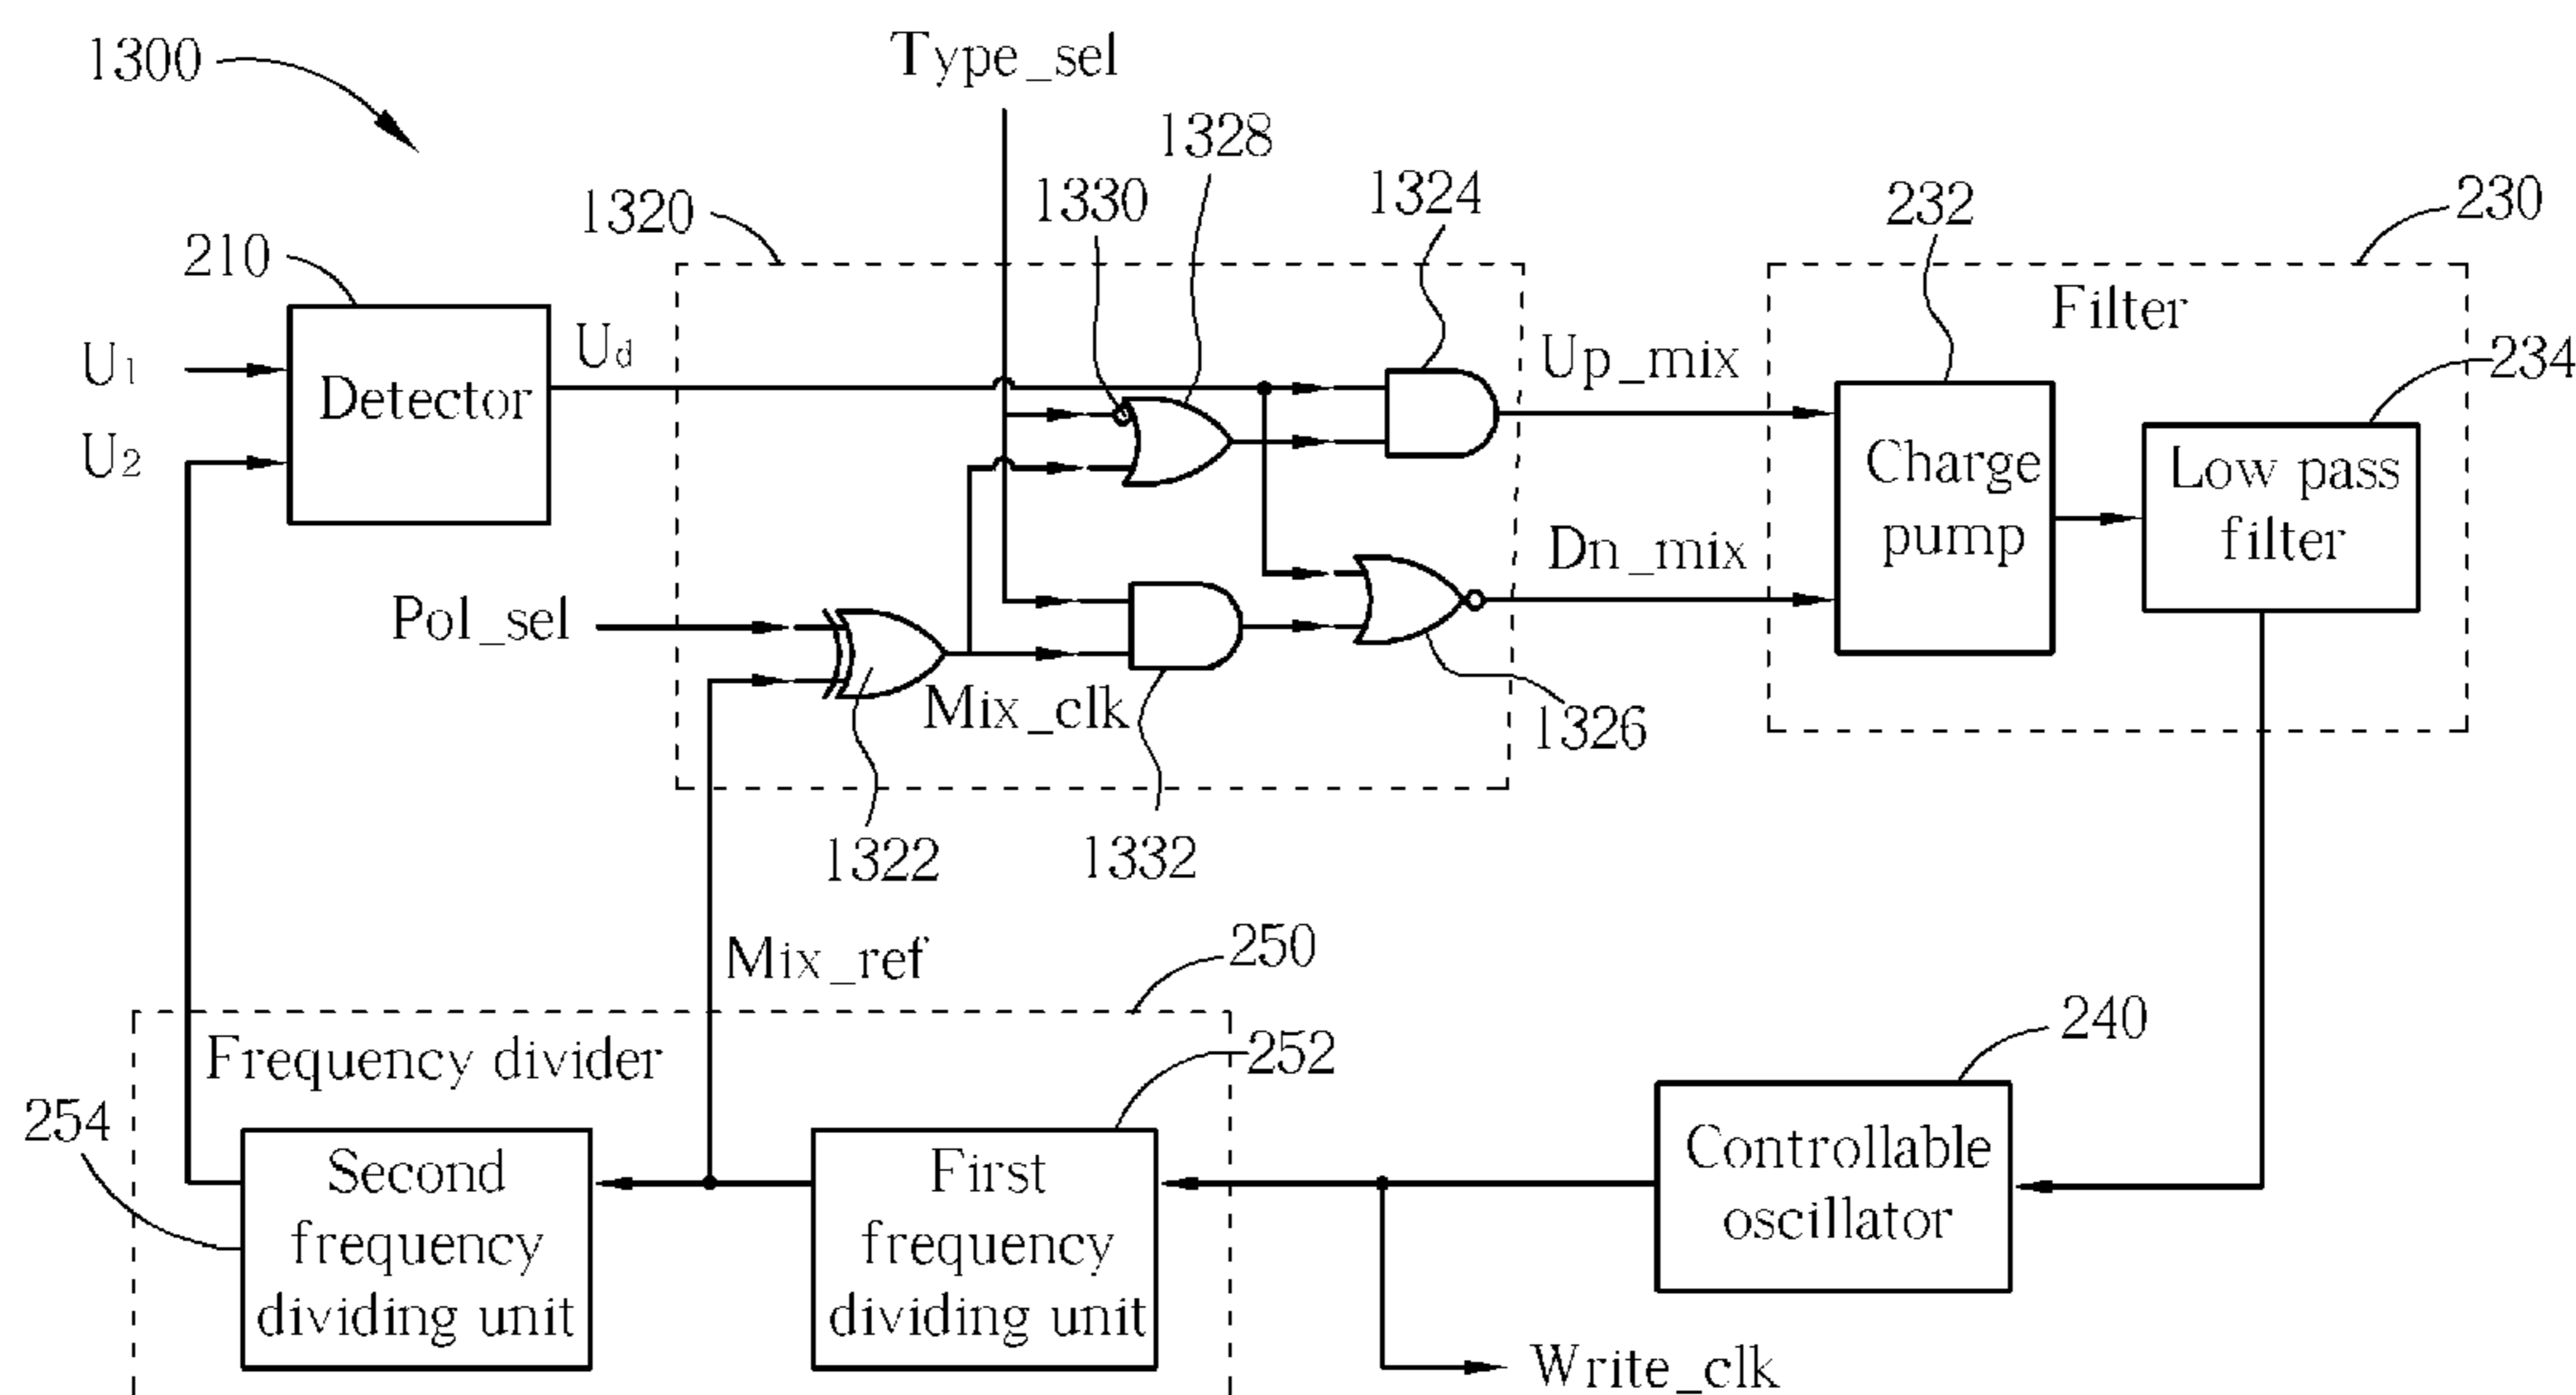 1300
Type_sel
1328
1330
1324
1320
232
230
210
Filter
U1
Ud
Up_mix
234
Detector
U2
Charge
pump
Low pass
filter
Dn_mix
Pol_sel
Mix_clk
1326
1322
1332
Mix_ref
250
Frequency divider
252
240
254
Second
frequency
dividing unit
First
frequency
dividing unit
Controllable
oscillator
Write_clk